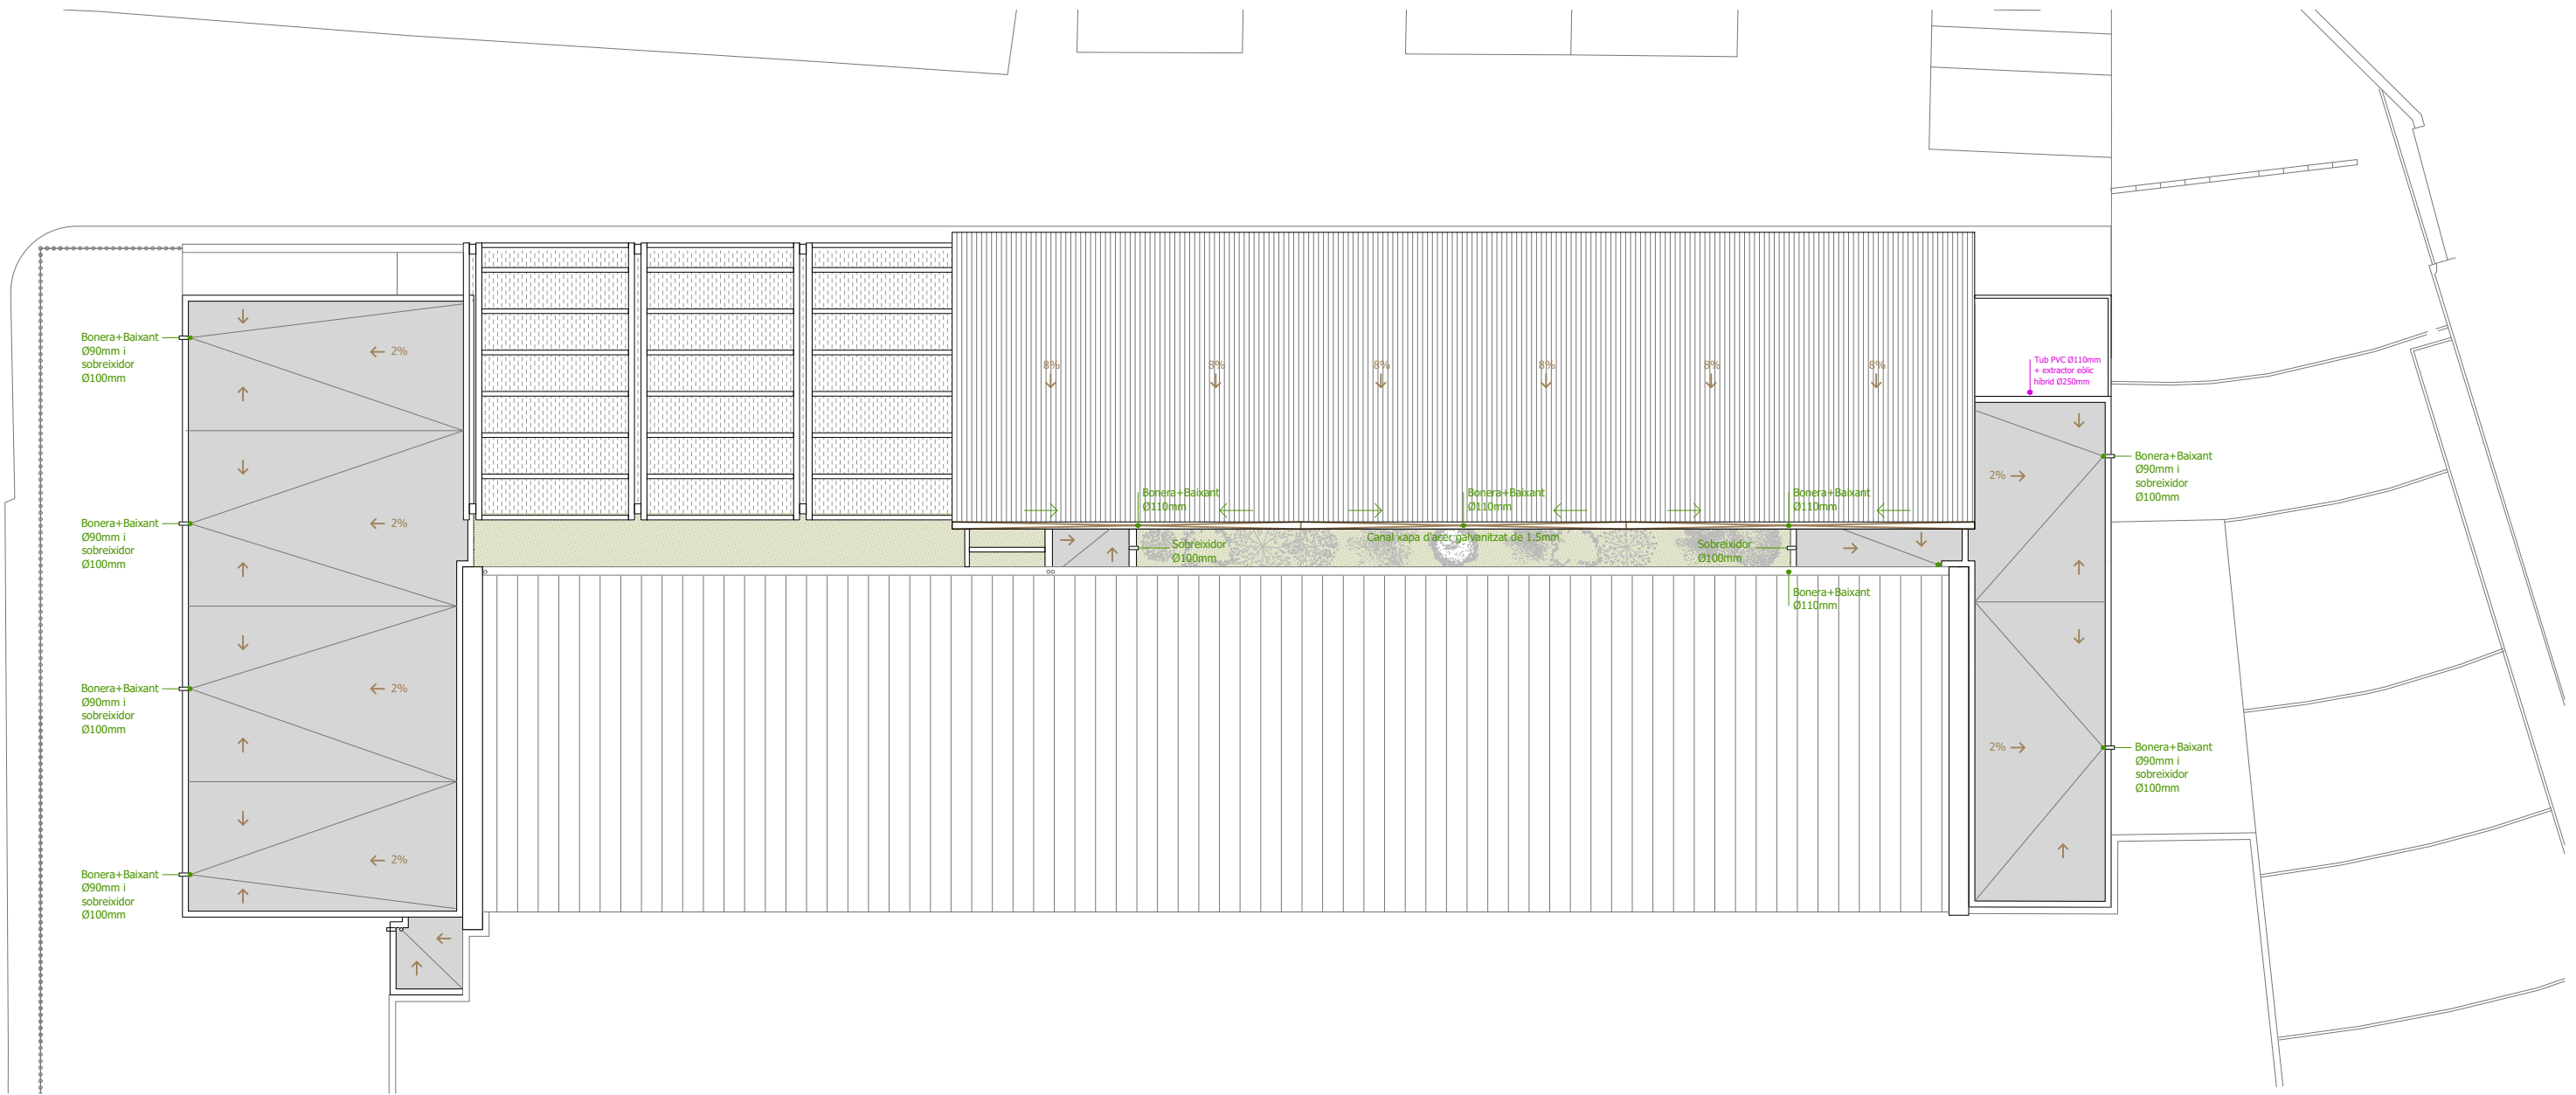 Bonera+Baixant
Ø90mm i
sobreixidor
Ø100mm
2%
8%
8%
8%
8%
8%
8%
Tub PVC Ø110mm
+ extractor eòlic
híbrid Ø250mm
Bonera+Baixant
Ø90mm i
sobreixidor
Ø100mm
2%
Bonera+Baixant
Ø110mm
Bonera+Baixant
Ø110mm
Bonera+Baixant
Ø110mm
Bonera+Baixant
Ø90mm i
sobreixidor
Ø100mm
2%
Canal xapa d'acer galvanitzat de 1.5mm
Sobreixidor
Ø100mm
Sobreixidor
Ø100mm
Bonera+Baixant
Ø110mm
Bonera+Baixant
Ø90mm i
sobreixidor
Ø100mm
2%
2%
Bonera+Baixant
Ø90mm i
sobreixidor
Ø100mm
Bonera+Baixant
Ø90mm i
sobreixidor
Ø100mm
2%